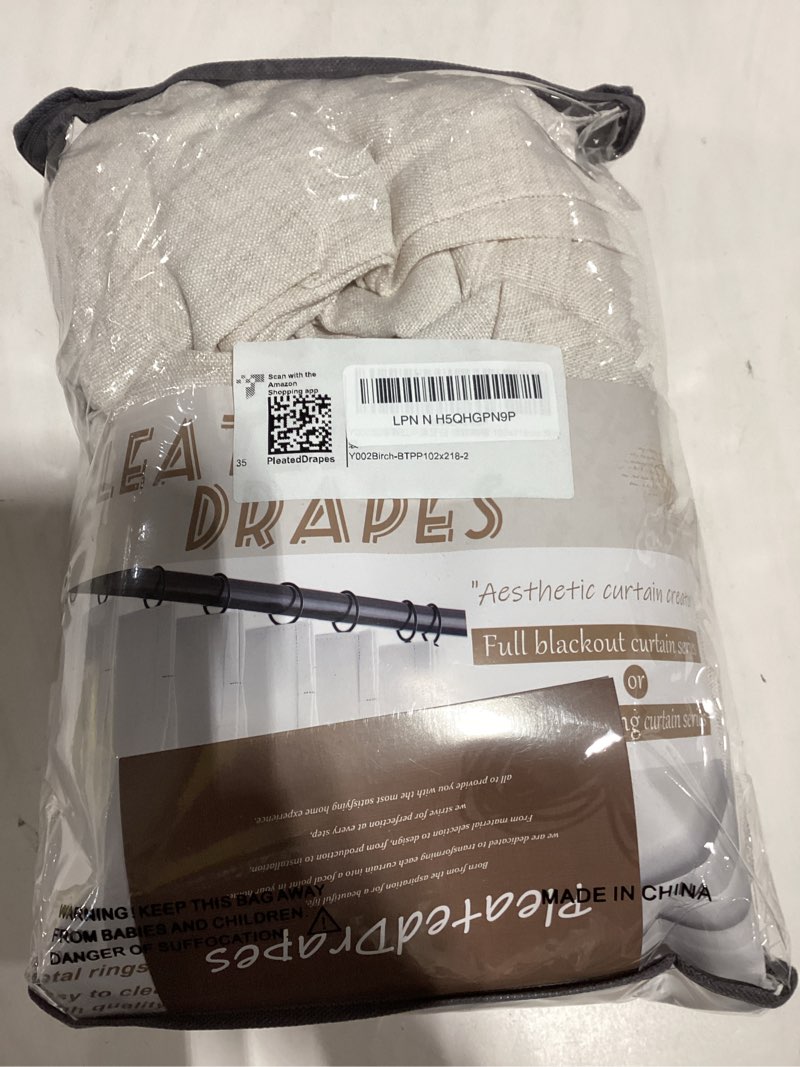 Scan with the
Amazon
Shopping app
LPN N H5QHGPN9P
35
PleatedDrapes
Y002Birch-BTPP102x218-2
DRAPES
"Aesthetic curtain
Full blackout curtain
or
curtain
all to provide you with the most satisfying home experience.
we strive for perfection at every step,
From material selection to design, from production to installation,
we are dedicated to transforming each curtain into a focal point in your
Born from the aspiration for a beautiful life,
PleatedDrapes
WARNING! KEEP THIS BAG AWAY
FROM BABIES AND CHILDREN.
DANGER OF SUFFOCATION
MADE IN CHINA
rings
to